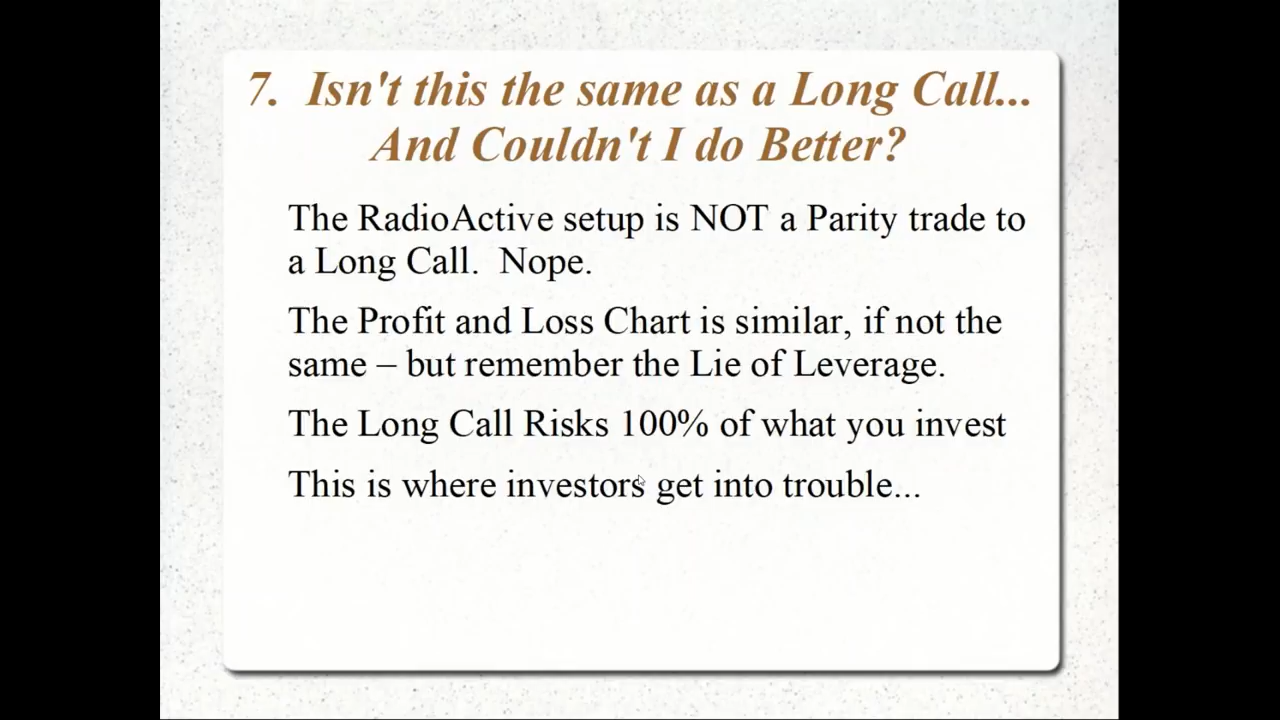 7. Isn't this the same as a Long Call...
And Couldn't I do Better?
The RadioActive setup is NOT a Parity trade to
a Long Call. Nope.
The Profit and Loss Chart is similar, if not the
same – but remember the Lie of Leverage.
The Long Call Risks 100% of what you invest
This is where investors get into trouble...